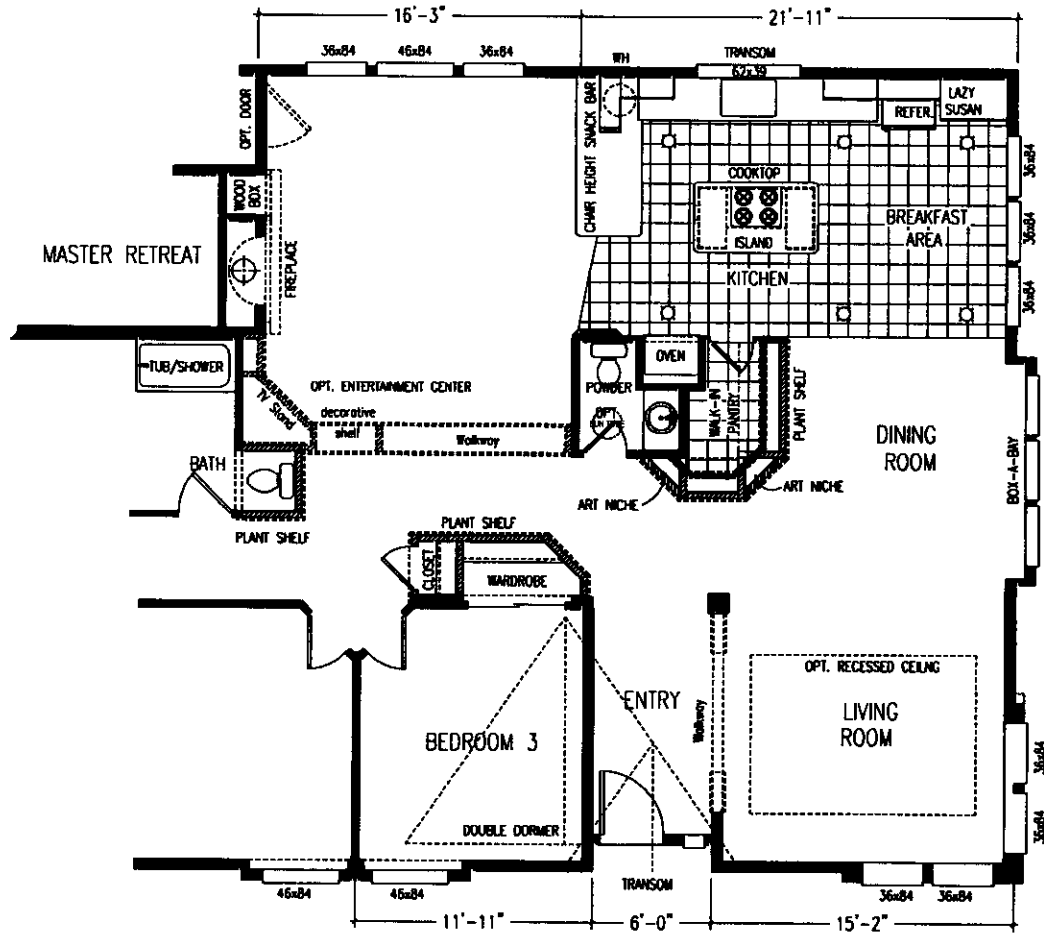 16'-3"
21'-11"
36x84
46x84
36x84
WH
TRANSOM
62x39
OPT. DOOR
CHAIR HEIGHT SNACK BAR
REFER.
LAZY
SUSAN
WOOD
BOX
COOKTOP
ISLAND
BREAKFAST
AREA
36x84
36x84
36x84
MASTER RETREAT
FIREPLACE
KITCHEN
TUB/SHOWER
TV Stand
OPT. ENTERTAINMENT CENTER
decorative
shelf
Walkway
POWDER
OPT.
OVEN
WALK-IN
PANTRY
PLANT SHELF
DINING
ROOM
BOX-A-BAY
BATH
ART NICHE
ART NICHE
PLANT SHELF
PLANT SHELF
CLOSET
WARDROBE
OPT. RECESSED CEILNG
ENTRY
Walkway
LIVING
ROOM
BEDROOM 3
36x84
36x84
DOUBLE DORMER
TRANSOM
46x84
46x84
36x84
36x84
11'-11"
6'-0"
15'-2"